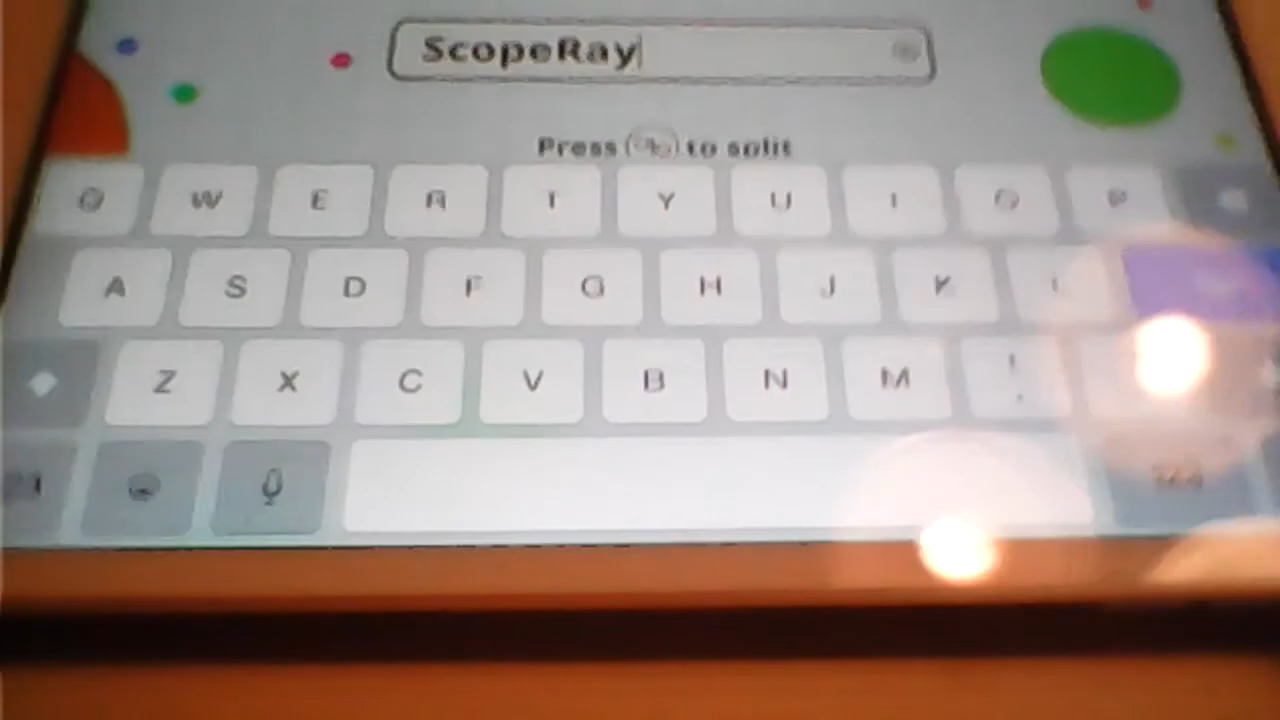 ScopeRay
Press to split
Q W E R T Y U I O P
A S D F G H J K
Z X C V B N M ! ,